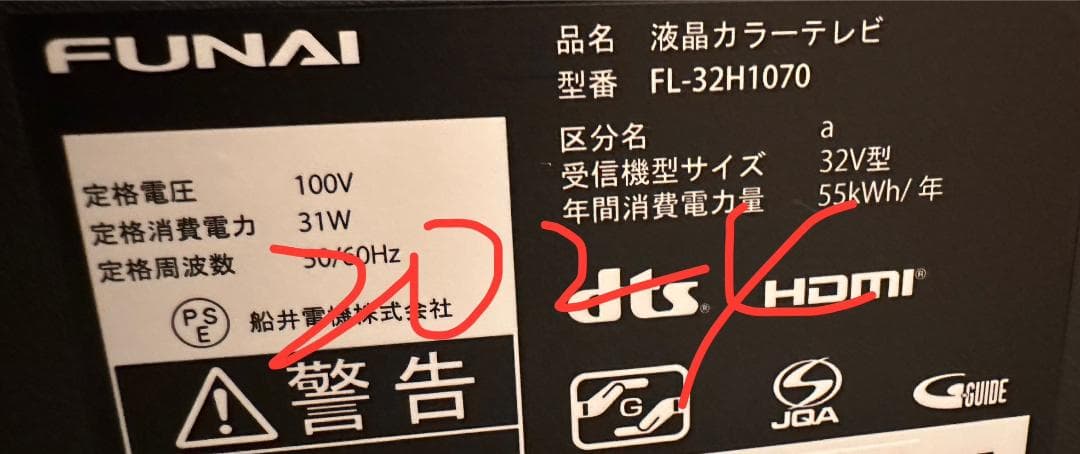 FUNAI
品名 液晶カラーテレビ
型番 FL-32H1070
区分名 a
受信機型サイズ 32V型
年間消費電力量 55kWh/年
定格電圧 100V
定格消費電力 31W
定格周波数 50/60Hz
PSE 船井電機株式会社
202
dts®
HDMI®
警告
G
JQA
G-GUIDE